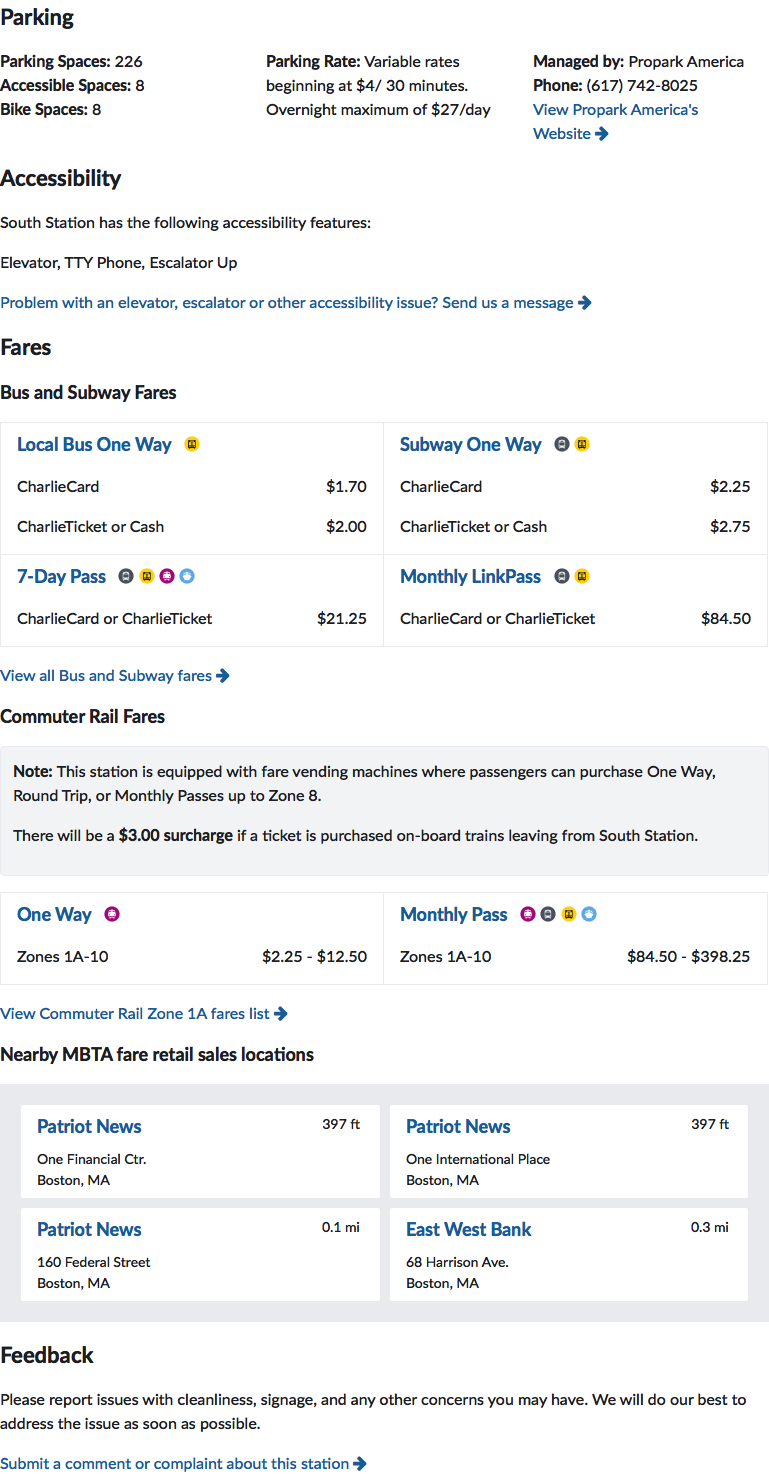 Parking
Parking Spaces: 226
Accessible Spaces: 8
Bike Spaces: 8
Parking Rate: Variable rates
beginning at $4/ 30 minutes.
Overnight maximum of $27/day
Managed by: Propark America
Phone: (617) 742-8025
View Propark America's
Website
Accessibility
South Station has the following accessibility features:
Elevator, TTY Phone, Escalator Up
Problem with an elevator, escalator or other accessibility issue? Send us a message
Fares
Bus and Subway Fares
Local Bus One Way
CharlieCard $1.70
CharlieTicket or Cash $2.00
Subway One Way
CharlieCard $2.25
CharlieTicket or Cash $2.75
7-Day Pass
CharlieCard or CharlieTicket $21.25
Monthly LinkPass
CharlieCard or CharlieTicket $84.50
View all Bus and Subway fares
Commuter Rail Fares
Note: This station is equipped with fare vending machines where passengers can purchase One Way,
Round Trip, or Monthly Passes up to Zone 8.
There will be a $3.00 surcharge if a ticket is purchased on-board trains leaving from South Station.
One Way
Zones 1A-10 $2.25 - $12.50
Monthly Pass
Zones 1A-10 $84.50 - $398.25
View Commuter Rail Zone 1A fares list
Nearby MBTA fare retail sales locations
Patriot News 397 ft
One Financial Ctr.
Boston, MA
Patriot News 397 ft
One International Place
Boston, MA
Patriot News 0.1 mi
160 Federal Street
Boston, MA
East West Bank 0.3 mi
68 Harrison Ave.
Boston, MA
Feedback
Please report issues with cleanliness, signage, and any other concerns you may have. We will do our best to
address the issue as soon as possible.
Submit a comment or complaint about this station